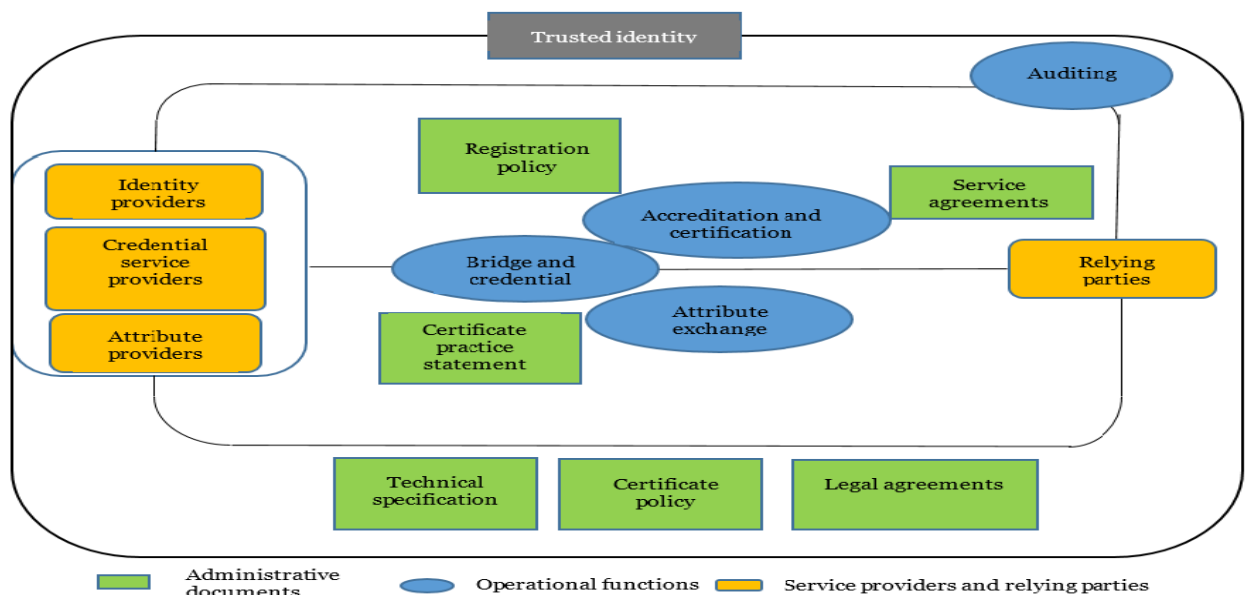 Trusted identity
Auditing
Registration
policy
Identity
providers
Service
agreements
Accreditation and
certification
Credential
service
providers
Bridge and
credential
Relying
parties
Attribute
exchange
Attribute
providers
Certificate
practice
statement
Technical
specification
Certificate
policy
Legal agreements
Administrative
documents
Operational functions
Service providers and relying parties